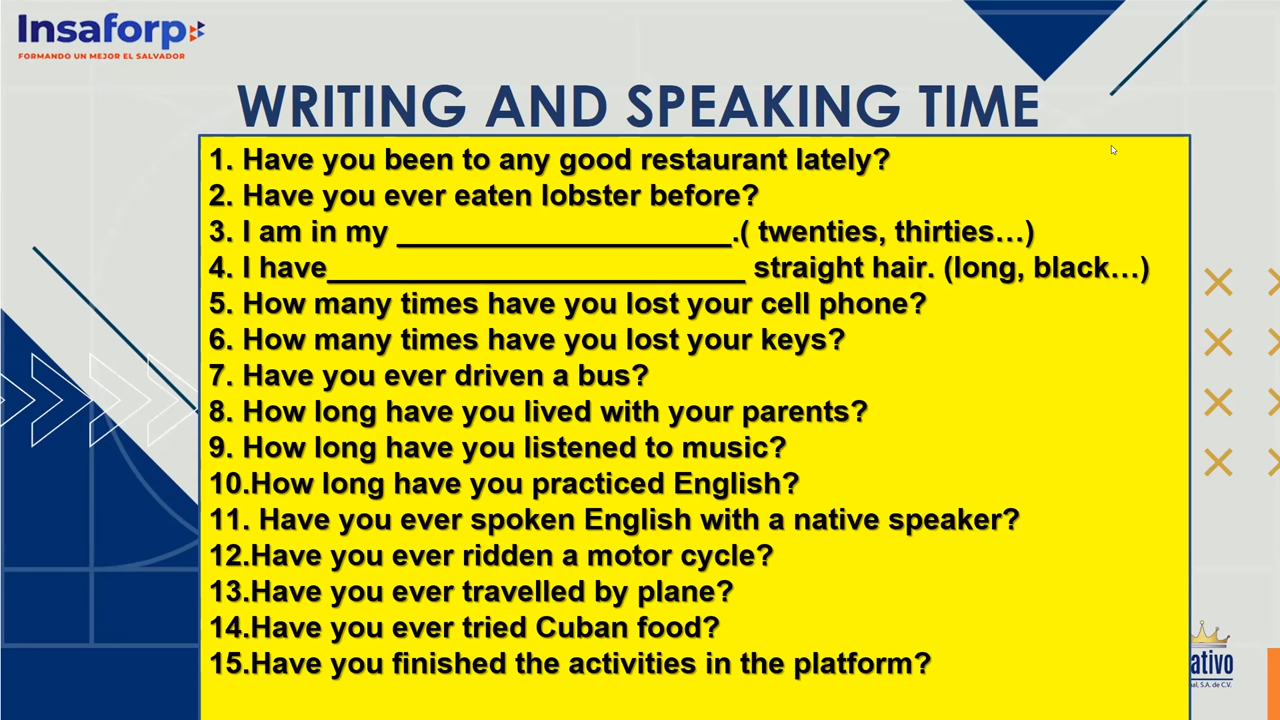 Insaforp
FORMANDO UN MEJOR EL SALVADOR
WRITING AND SPEAKING TIME
1. Have you been to any good restaurant lately?
2. Have you ever eaten lobster before?
3. I am in my ____________________.( twenties, thirties…)
4. I have_________________________ straight hair. (long, black…)
5. How many times have you lost your cell phone?
6. How many times have you lost your keys?
7. Have you ever driven a bus?
8. How long have you lived with your parents?
9. How long have you listened to music?
10.How long have you practiced English?
11. Have you ever spoken English with a native speaker?
12.Have you ever ridden a motor cycle?
13.Have you ever travelled by plane?
14.Have you ever tried Cuban food?
15.Have you finished the activities in the platform?
ativo
nal, S.A. de C.V.